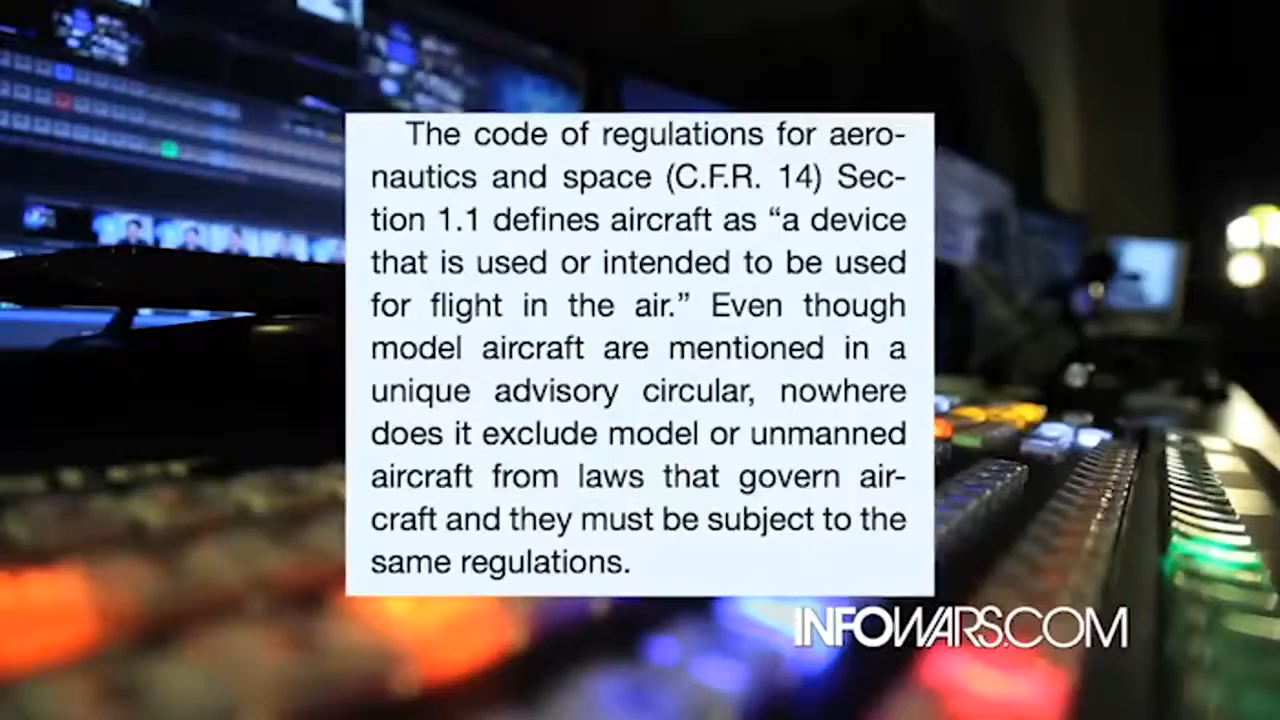 The code of regulations for aero-
nautics and space (C.F.R. 14) Sec-
tion 1.1 defines aircraft as “a device
that is used or intended to be used
for flight in the air.” Even though
model aircraft are mentioned in a
unique advisory circular, nowhere
does it exclude model or unmanned
aircraft from laws that govern air-
craft and they must be subject to the
same regulations.
INFOWARS.COM